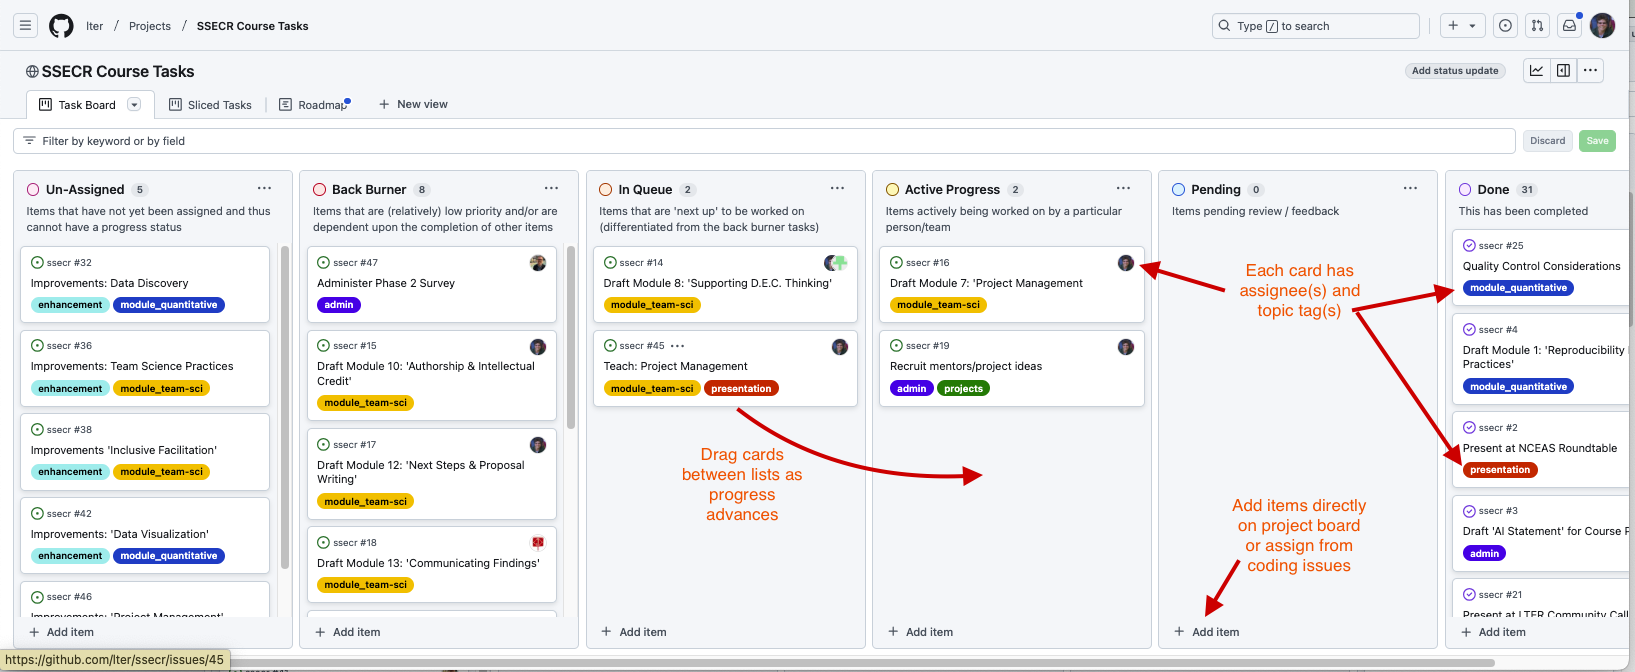 lter / Projects / SSECR Course Tasks
Type / to search
SSECR Course Tasks
Add status update
Task Board
Sliced Tasks
Roadmap
New view
Filter by keyword or by field
Discard
Save
Un-Assigned 5
Items that have not yet been assigned and thus
cannot have a progress status
ssecr #32
Improvements: Data Discovery
enhancement module_quantitative
ssecr #36
Improvements: Team Science Practices
enhancement module_team-sci
ssecr #38
Improvements 'Inclusive Facilitation'
enhancement module_team-sci
ssecr #42
Improvements: 'Data Visualization'
enhancement module_quantitative
ssecr #46
Improvements: 'Project Management'
+ Add item
Back Burner 8
Items that are (relatively) low priority and/or are
dependent upon the completion of other items
ssecr #47
Administer Phase 2 Survey
admin
ssecr #15
Draft Module 10: 'Authorship & Intellectual
Credit'
module_team-sci
ssecr #17
Draft Module 12: 'Next Steps & Proposal
Writing'
module_team-sci
ssecr #18
Draft Module 13: 'Communicating Findings'
module_team-sci
+ Add item
In Queue 2
Items that are 'next up' to be worked on
(differentiated from the back burner tasks)
ssecr #14
Draft Module 8: 'Supporting D.E.C. Thinking'
module_team-sci
ssecr #45
Teach: Project Management
module_team-sci presentation
Drag cards
between lists as
progress
advances
+ Add item
Active Progress 2
Items actively being worked on by a particular
person/team
ssecr #16
Draft Module 7: 'Project Management
module_team-sci
ssecr #19
Recruit mentors/project ideas
admin projects
+ Add item
Pending 0
Items pending review / feedback
Each card has
assignee(s) and
topic tag(s)
Add items directly
on project board
or assign from
coding issues
+ Add item
Done 31
This has been completed
ssecr #25
Quality Control Considerations
module_quantitative
ssecr #4
Draft Module 1: 'Reproducibility
Practices'
module_quantitative
ssecr #2
Present at NCEAS Roundtable
presentation
ssecr #3
Draft 'AI Statement' for Course
admin
ssecr #21
Present at LTER Community Call
+ Add item
https://github.com/lter/ssecr/issues/45